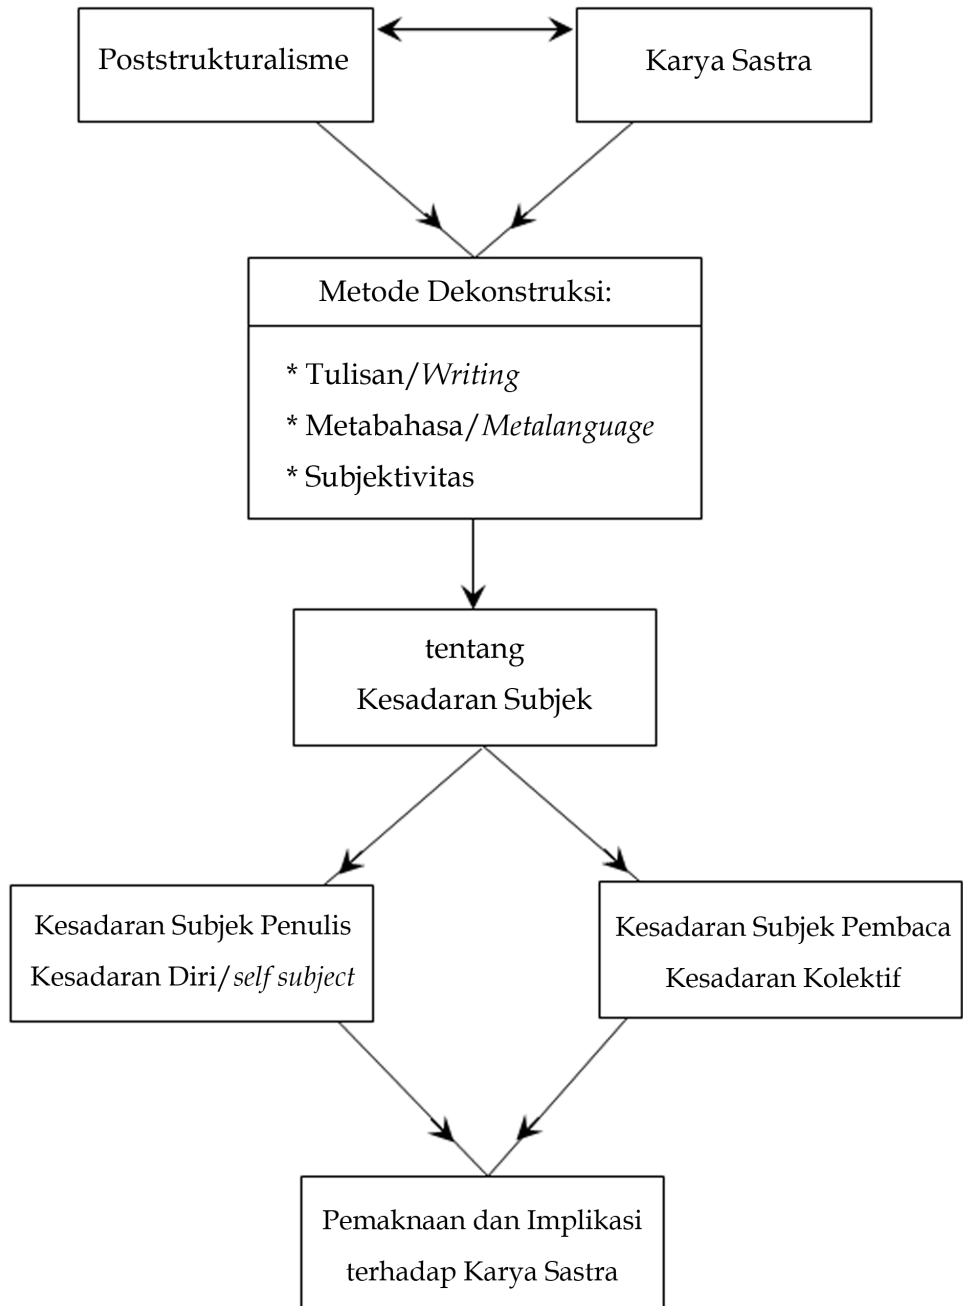 Poststrukturalisme
Karya Sastra
Metode Dekonstruksi:
* Tulisan/Writing
* Metabahasa/Metalanguage
* Subjektivitas
tentang
Kesadaran Subjek
Kesadaran Subjek Penulis
Kesadaran Diri/self subject
Kesadaran Subjek Pembaca
Kesadaran Kolektif
Pemaknaan dan Implikasi
terhadap Karya Sastra